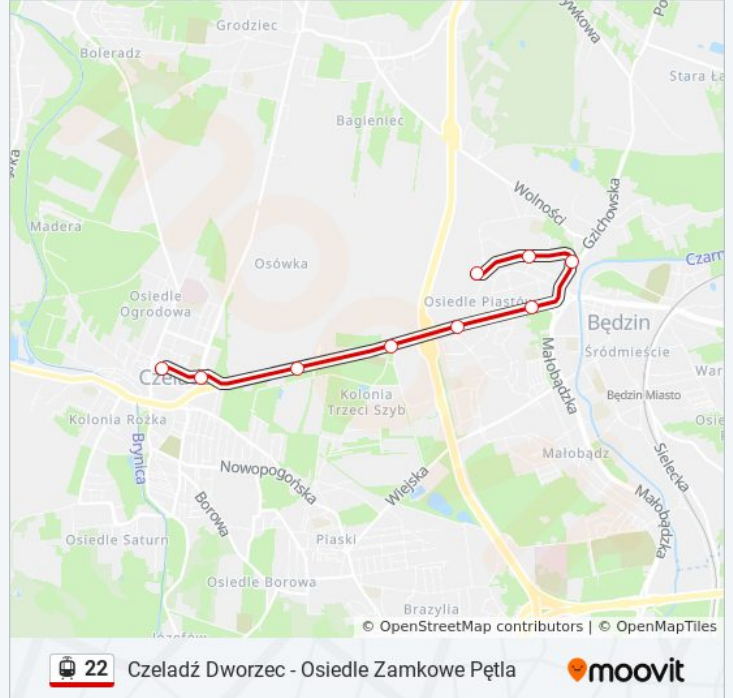 Grodziec
Boleradz
Stara Ła
Bagieniec
Wolności
Gzichowska
Madera
Osówka
Czarn
Osiedle
Ogrodowa
Osiedle Piastów
Będzin
Śródmieście
Małobądzka
Czela
Kolonia
Trzeci Szyb
Będzin Miasto
War
Kolonia Rożka
Osie
Brynica
Małobądz
Sielecka
Nowopogońska
Wiejska
Borowa
Małobądzka
Osiedle Saturn
Piaski
Osiedle Borowa
Brazylia
Józefów
© OpenStreetMap contributors | © OpenMapTiles
22 Czeladź Dworzec - Osiedle Zamkowe Pętla moovit